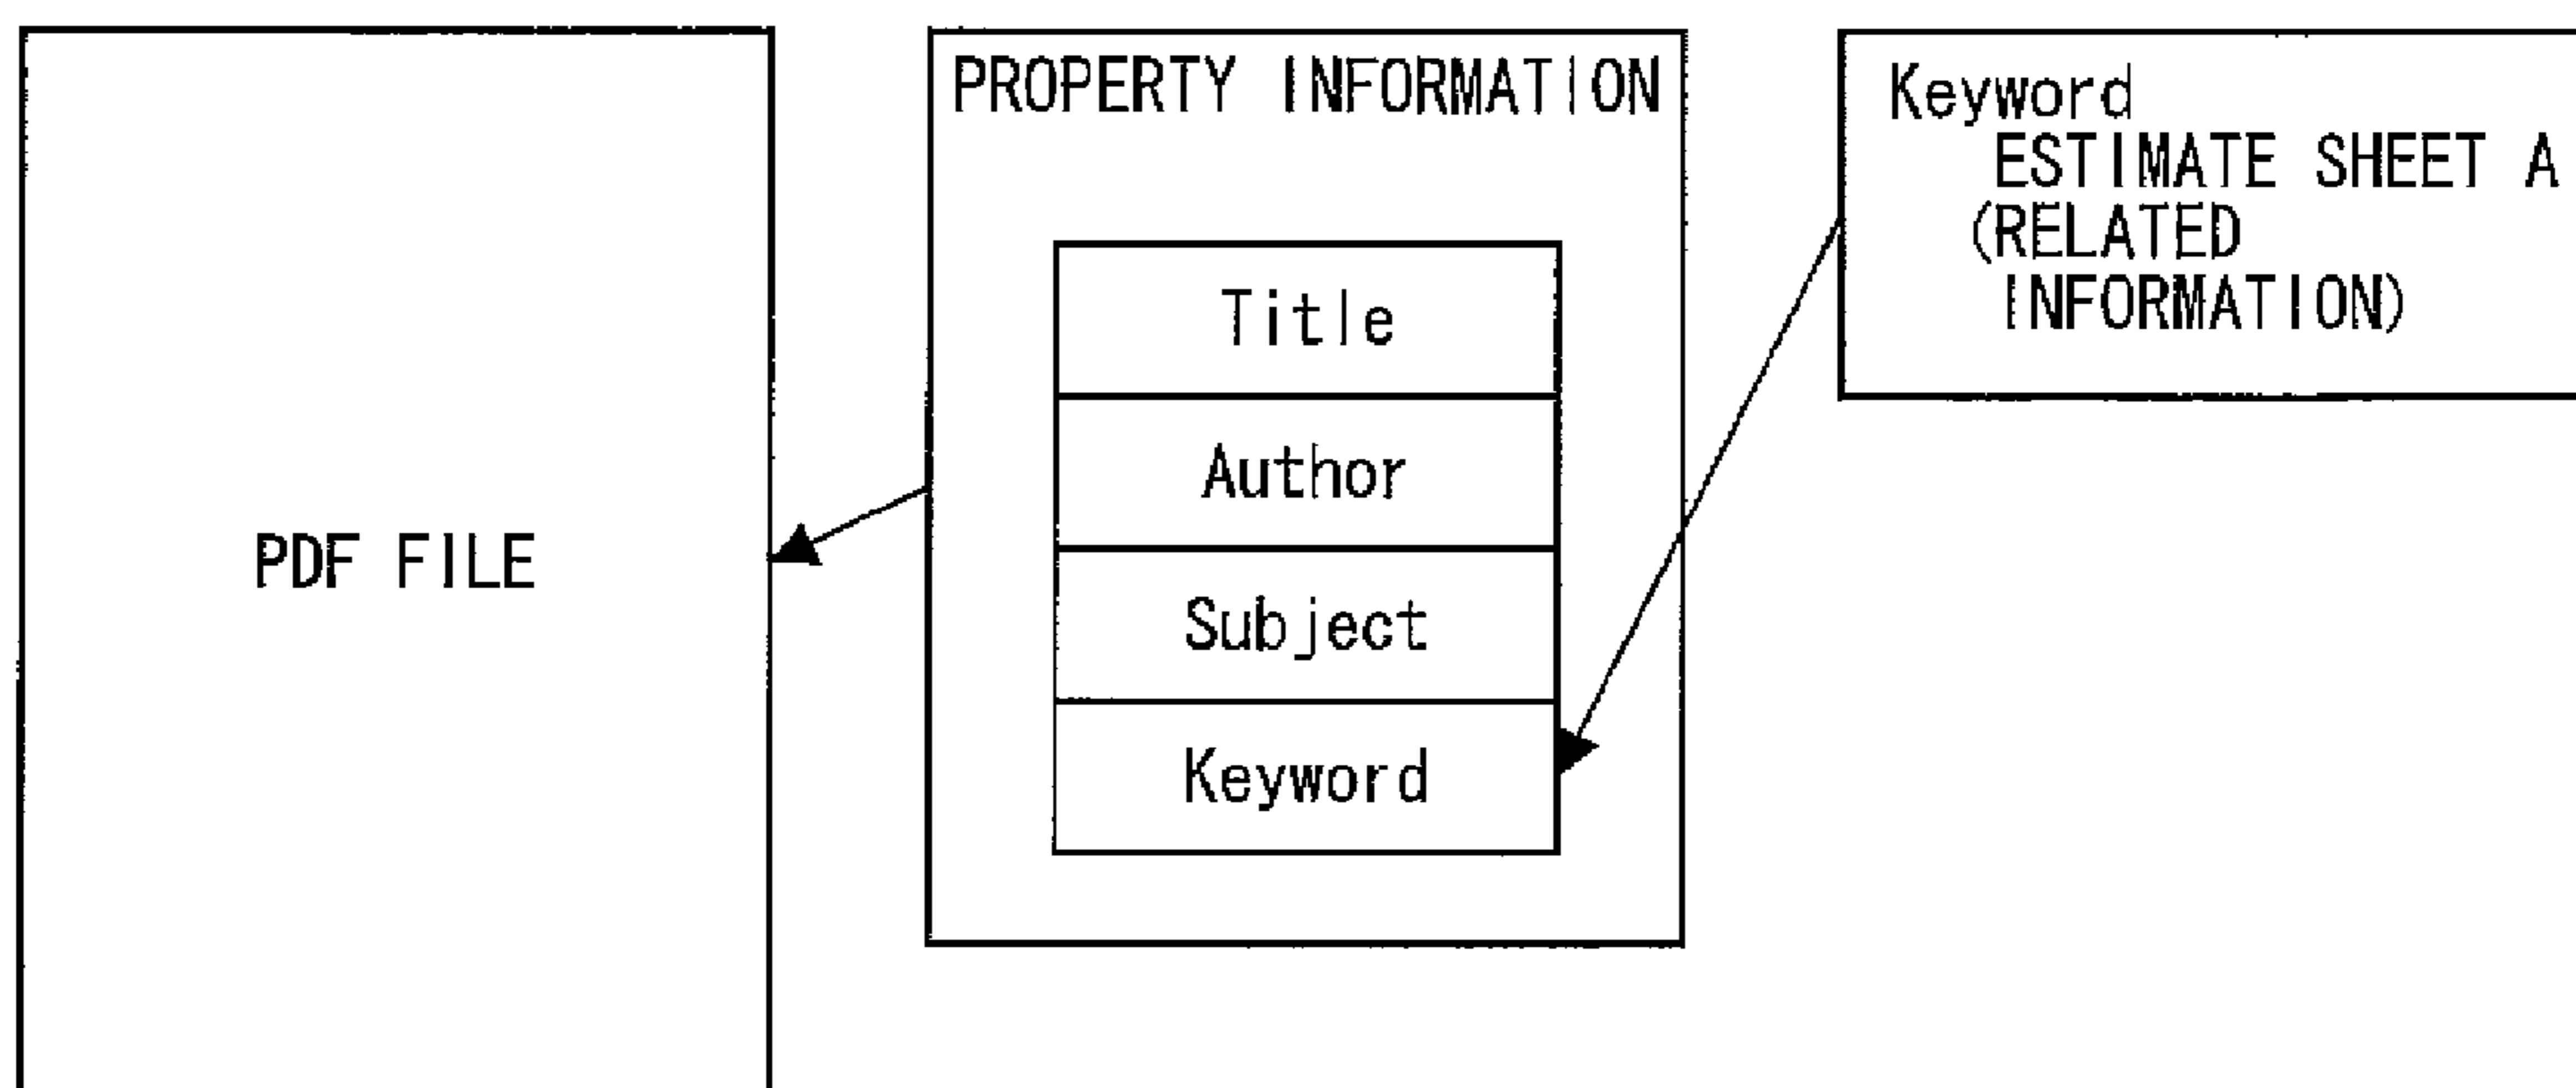 PDF FILE
PROPERTY INFORMATION
Title
Author
Subject
Keyword
Keyword
ESTIMATE SHEET A
(RELATED
INFORMATION)